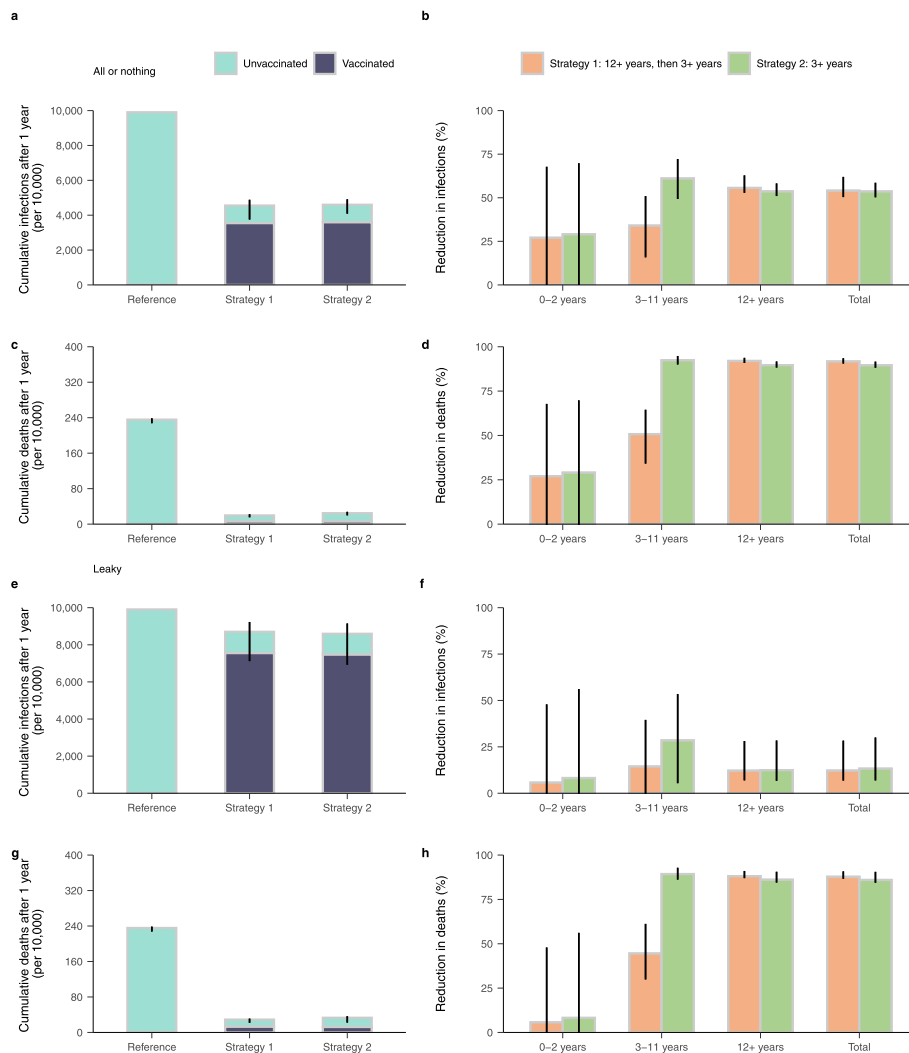 a
b
All or nothing
Unvaccinated
Vaccinated
Strategy 1: 12+ years, then 3+ years
Strategy 2: 3+ years
Cumulative infections after 1 year
(per 10,000)
10,000
8,000
6,000
4,000
2,000
0
Reference
Strategy 1
Strategy 2
Reduction in infections (%)
100
75
50
25
0
0–2 years
3–11 years
12+ years
Total
c
d
Cumulative deaths after 1 year
(per 10,000)
400
320
240
160
80
0
Reference
Strategy 1
Strategy 2
Reduction in deaths (%)
100
75
50
25
0
0–2 years
3–11 years
12+ years
Total
Leaky
e
f
Cumulative infections after 1 year
(per 10,000)
10,000
8,000
6,000
4,000
2,000
0
Reference
Strategy 1
Strategy 2
Reduction in infections (%)
100
75
50
25
0
0–2 years
3–11 years
12+ years
Total
g
h
Cumulative deaths after 1 year
(per 10,000)
400
320
240
160
80
0
Reference
Strategy 1
Strategy 2
Reduction in deaths (%)
100
75
50
25
0
0–2 years
3–11 years
12+ years
Total